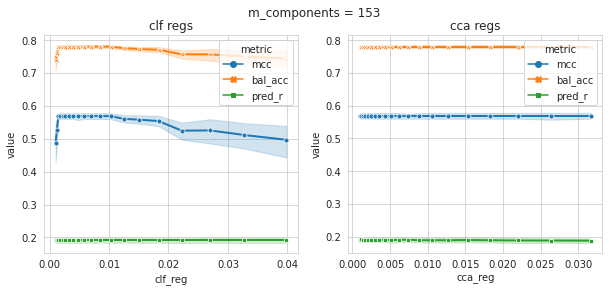 m_components = 153
clf regs
0.8
0.7
0.6
0.5
0.4
0.3
0.2
value
metric
mcc
bal_acc
pred_r
0.00 0.01 0.02 0.03 0.04
clf_reg
cca regs
0.8
0.7
0.6
0.5
0.4
0.3
0.2
value
metric
mcc
bal_acc
pred_r
0.000 0.005 0.010 0.015 0.020 0.025 0.030
cca_reg